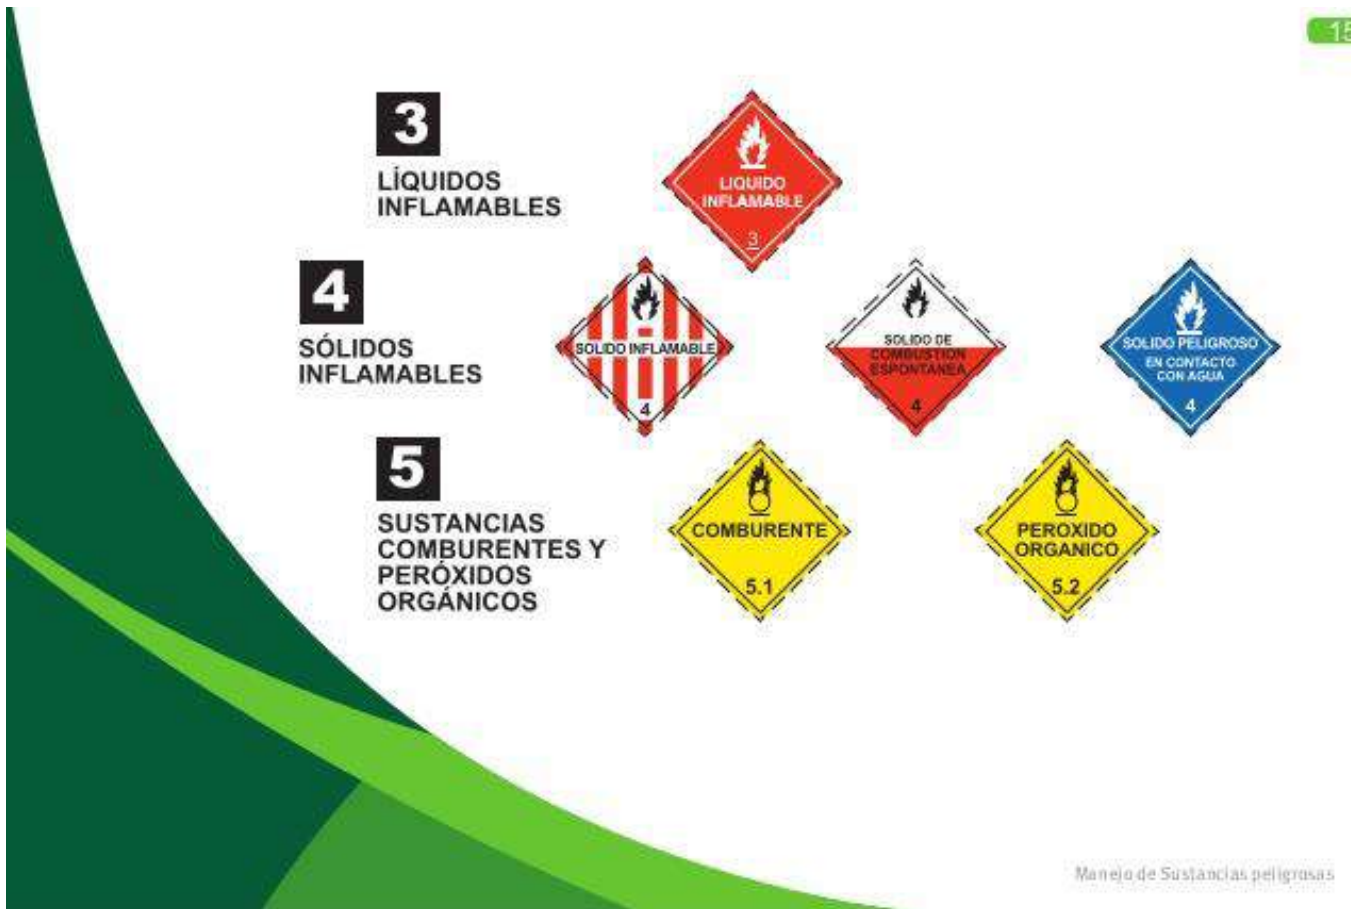 15
3
LÍQUIDOS
INFLAMABLES
LIQUIDO
INFLAMABLE
3
4
SÓLIDOS
INFLAMABLES
SOLIDO INFLAMABLE
4
SOLIDO DE
COMBUSTION
ESPONTANEA
4
SOLIDO PELIGROSO
EN CONTACTO
CON AGUA
4
5
SUSTANCIAS
COMBURENTES Y
PERÓXIDOS
ORGÁNICOS
COMBURENTE
5.1
PEROXIDO
ORGANICO
5.2
Manejo de Sustancias peligrosas